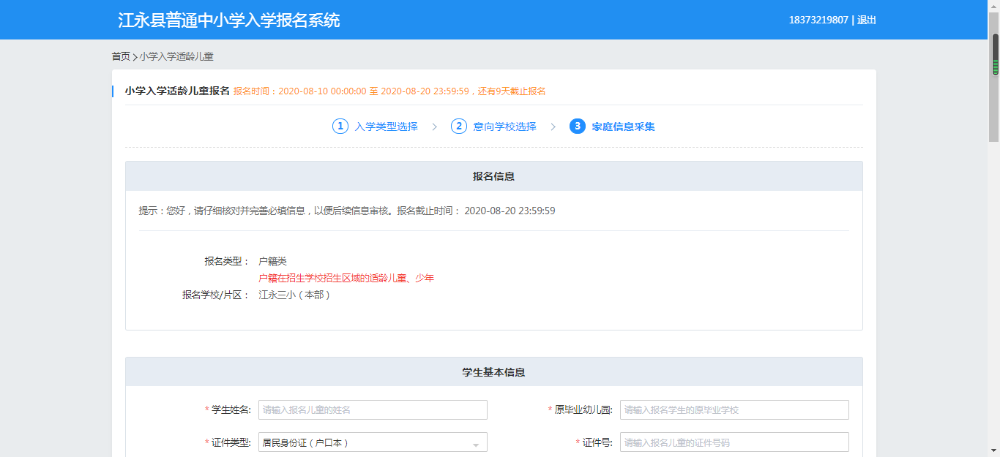 江永县普通中小学入学报名系统
18373219807 | 退出
首页 > 小学入学适龄儿童
小学入学适龄儿童报名 报名时间：2020-08-10 00:00:00 至 2020-08-20 23:59:59，还有9天截止报名
1 入学类型选择 > 2 意向学校选择 > 3 家庭信息采集
报名信息
提示：您好，请仔细核对并完善必填信息，以便后续信息审核。报名截止时间： 2020-08-20 23:59:59
报名类型： 户籍类
户籍在招生学校招生区域的适龄儿童、少年
报名学校/片区： 江永三小（本部）
学生基本信息
* 学生姓名: 请输入报名儿童的姓名 * 原毕业幼儿园: 请输入报名学生的原毕业学校
* 证件类型: 居民身份证（户口本） * 证件号: 请输入报名儿童的证件号码